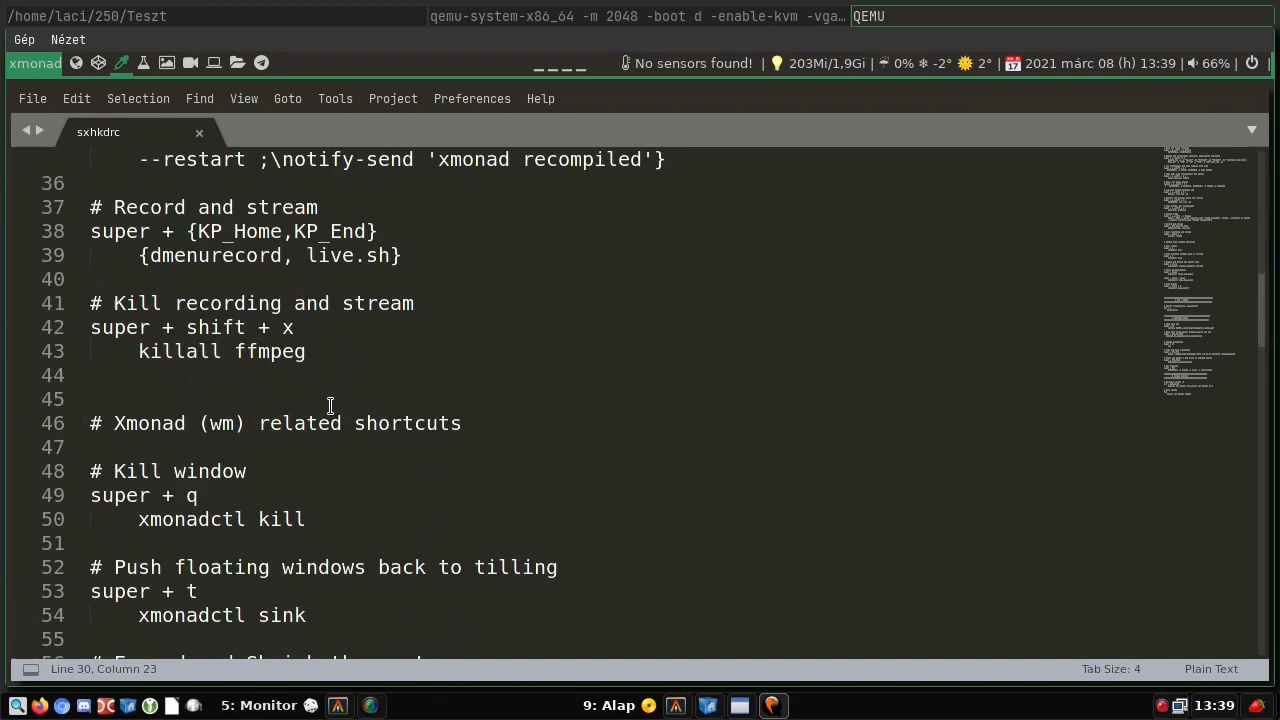 /home/laci/250/Teszt
qemu-system-x86_64 -m 2048 -boot d -enable-kvm -vga…
QEMU
Gép Nézet
xmonad
No sensors found! | 203Mi/1,9Gi | 0% -2° 2° | 2021 márc 08 (h) 13:39 | 66% | |
File Edit Selection Find View Goto Tools Project Preferences Help
sxhkdrc
--restart ;\notify-send 'xmonad recompiled'}
36
37 # Record and stream
38 super + {KP_Home,KP_End}
39 {dmenurecord, live.sh}
40
41 # Kill recording and stream
42 super + shift + x
43 killall ffmpeg
44
45
46 # Xmonad (wm) related shortcuts
47
48 # Kill window
49 super + q
50 xmonadctl kill
51
52 # Push floating windows back to tilling
53 super + t
54 xmonadctl sink
55
Line 30, Column 23
Tab Size: 4
Plain Text
5: Monitor
9: Alap
13:39